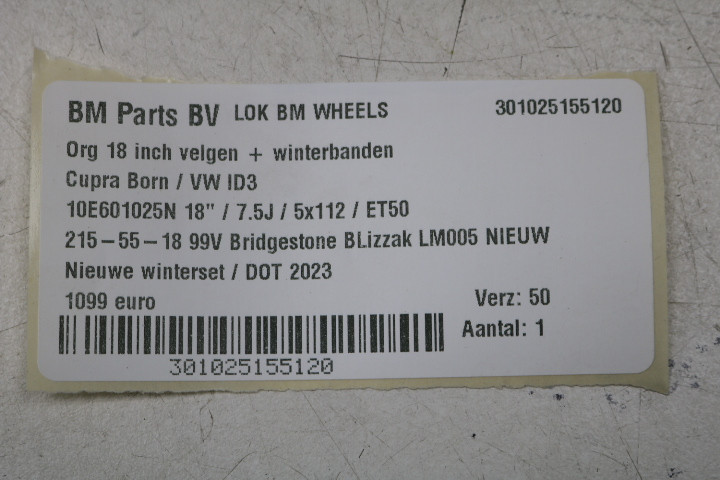 BM Parts BV LOK BM WHEELS 301025155120
Org 18 inch velgen + winterbanden
Cupra Born / VW ID3
10E601025N 18" / 7.5J / 5x112 / ET50
215-55-18 99V Bridgestone BLizzak LM005 NIEUW
Nieuwe winterset / DOT 2023
1099 euro Verz: 50
Aantal: 1
301025155120